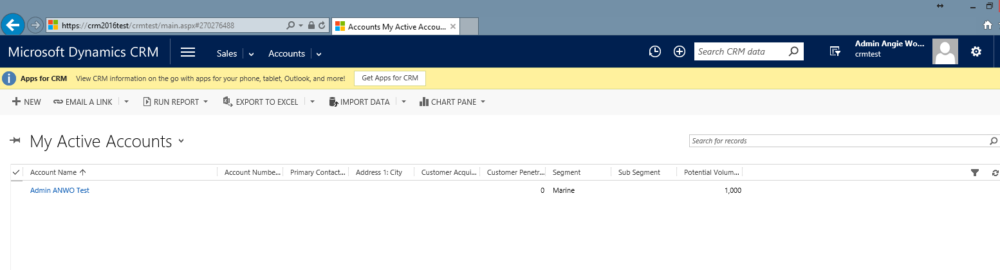 https://crm2016test/crmtest/main.aspx#270276488 Accounts My Active Accou...
Microsoft Dynamics CRM Sales Accounts Search CRM data Admin Angie Wo...
crmtest
Apps for CRM View CRM information on the go with apps for your phone, tablet, Outlook, and more! Get Apps for CRM
NEW EMAIL A LINK RUN REPORT EXPORT TO EXCEL IMPORT DATA CHART PANE
My Active Accounts Search for records
Account Name Account Numbe... Primary Contact... Address 1: City Customer Acqui... Customer Penetr... Segment Sub Segment Potential Volum...
Admin ANWO Test 0 Marine 1,000